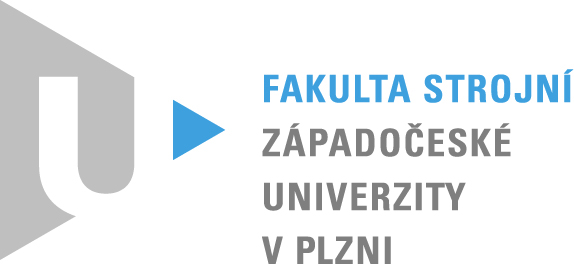 FAKULTA STROJNÍ
ZÁPADOČESKÉ
UNIVERZITY
V PLZNI